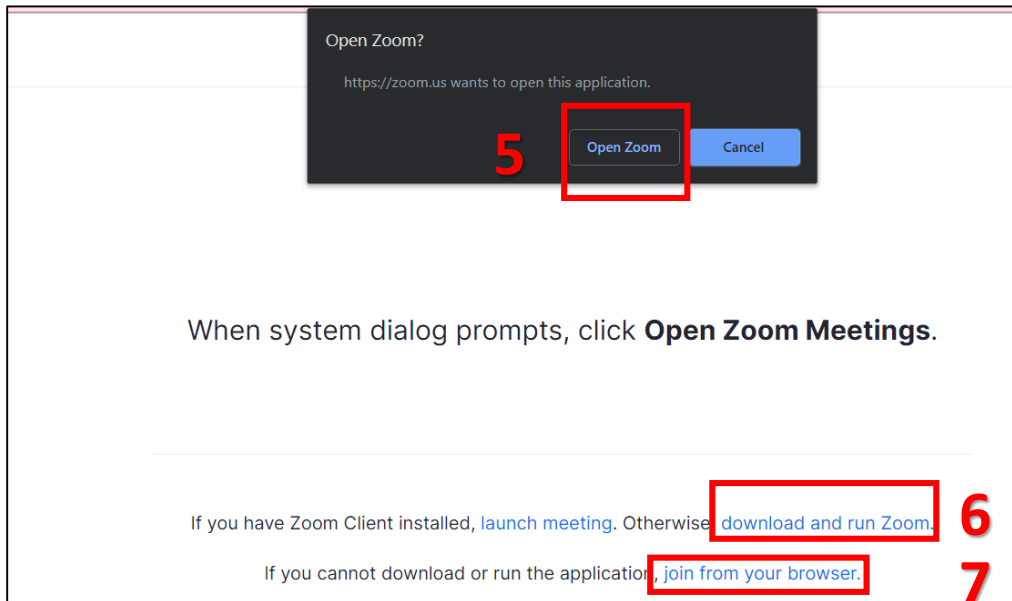 Open Zoom?
https://zoom.us wants to open this application.
5
Open Zoom Cancel
When system dialog prompts, click Open Zoom Meetings.
If you have Zoom Client installed, launch meeting. Otherwise, download and run Zoom. 6
If you cannot download or run the application, join from your browser. 7